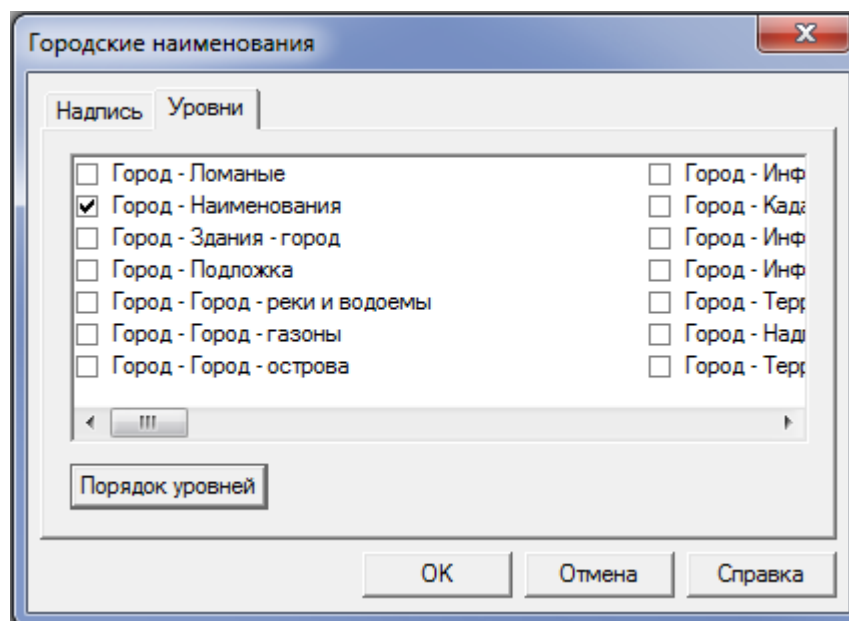 Городские наименования
Надпись Уровни
Город - Ломаные
Город - Наименования
Город - Здания - город
Город - Подложка
Город - Город - реки и водоемы
Город - Город - газоны
Город - Город - острова
Город - Инф
Город - Када
Город - Инф
Город - Инф
Город - Терр
Город - Надп
Город - Терр
Порядок уровней
OK Отмена Справка